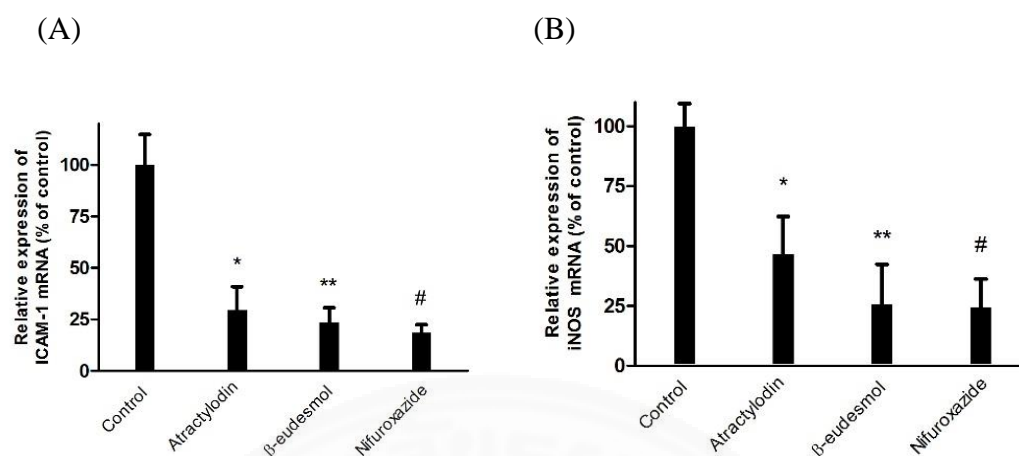 (A)
Relative expression of
ICAM-1 mRNA (% of control)
100
75
50
25
0
*
**
#
Control
Atractylodin
β-eudesmol
Nifuroxazide
(B)
Relative expression of
iNOS mRNA (% of control)
100
75
50
25
0
*
**
#
Control
Atractylodin
β-eudesmol
Nifuroxazide